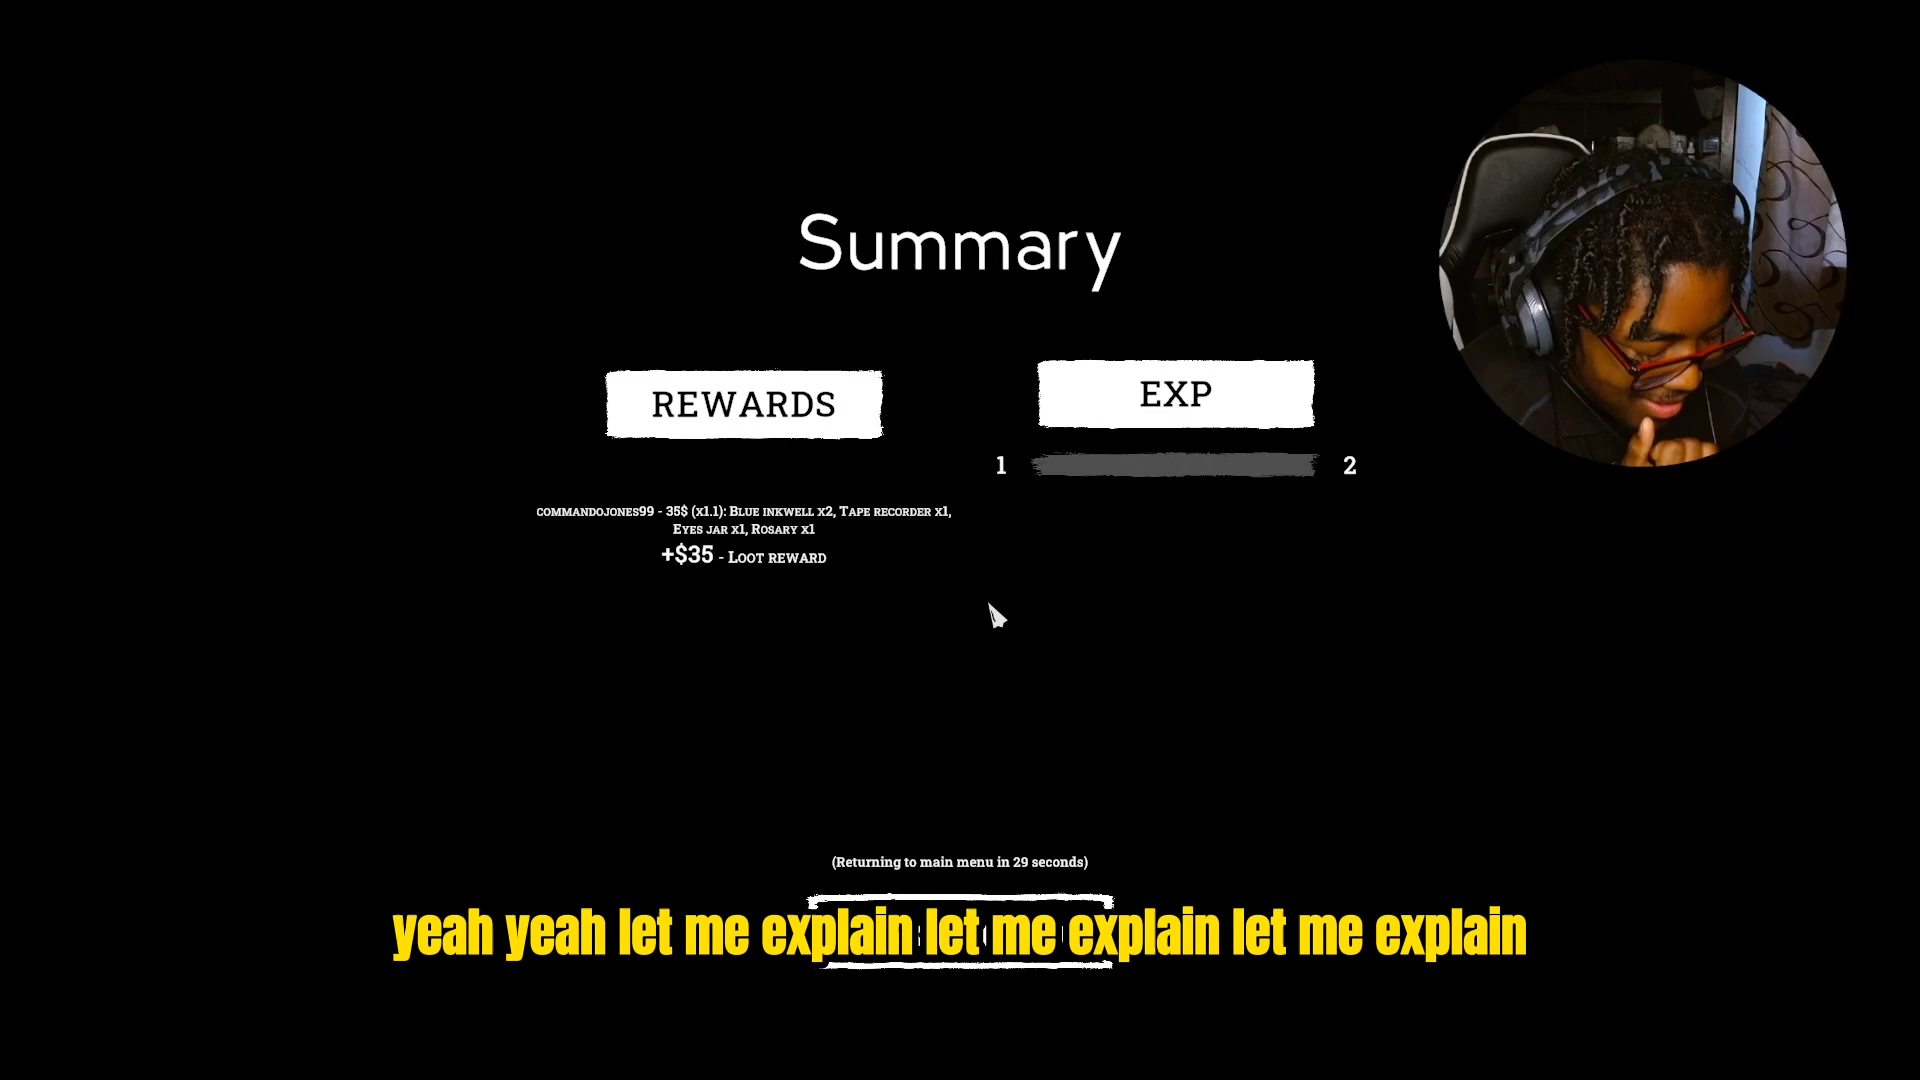 Summary
REWARDS
EXP
1
2
commandojones99 - 35$ (x1.1): Blue inkwell x2, Tape recorder x1,
Eyes jar x1, Rosary x1
+$35 - Loot reward
(Returning to main menu in 29 seconds)
yeah yeah let me explain let me explain let me explain